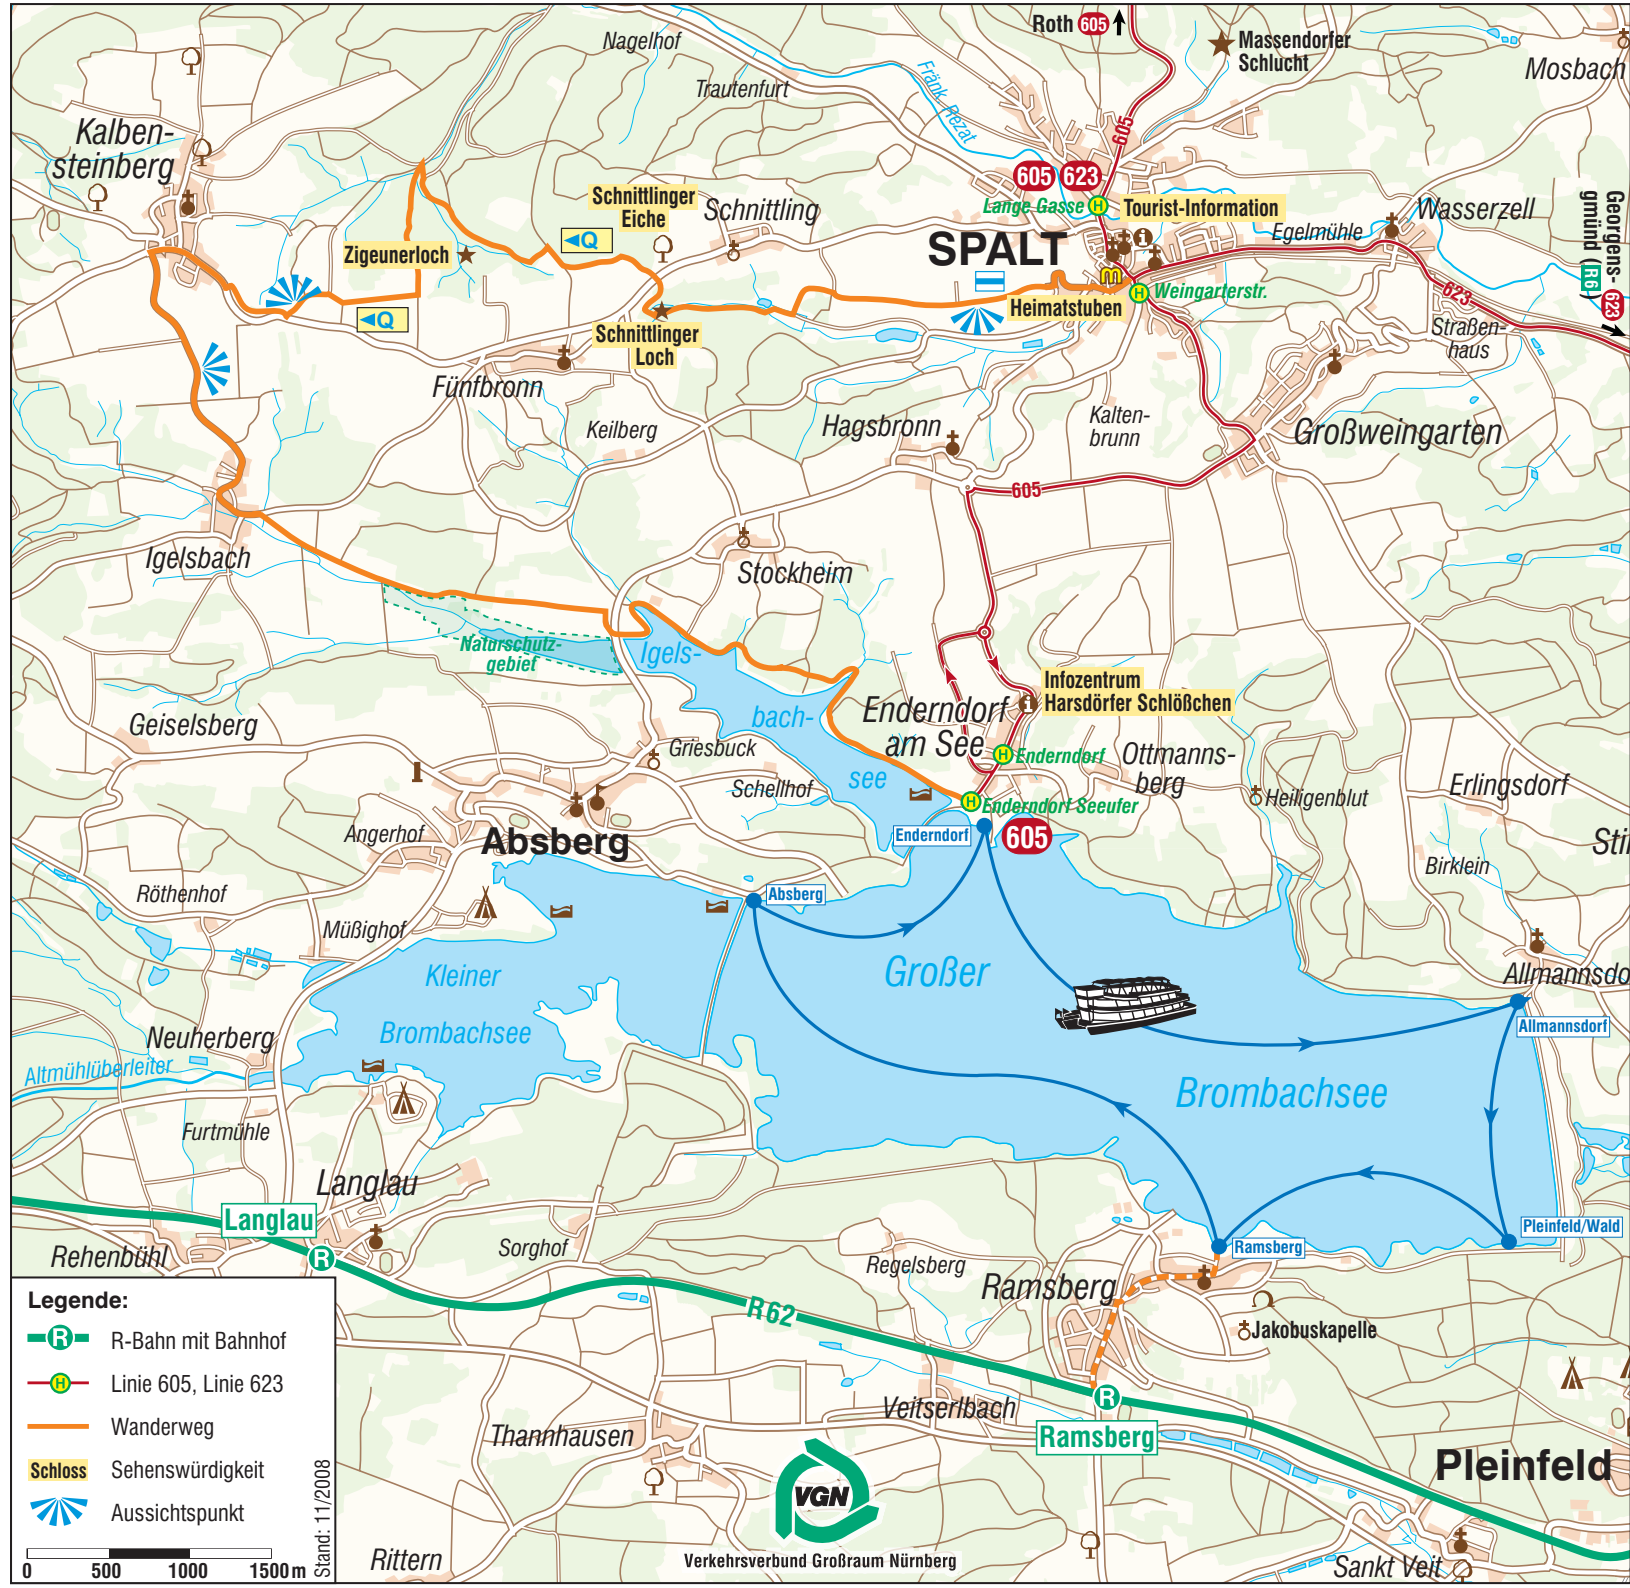 Nagelhof
Roth 605
Massendorfer
Schlucht
Mosbach
Trautenfurt
Fränk. Rezat
605
Kalben-
steinberg
605 623
Lange Gasse
Tourist-Information
Schnittlinger
Eiche
Schnittling
Wasserzell
Georgens-
gmünd (R6)
623
Egelmühle
SPALT
Q
Zigeunerloch
Heimatstuben
Weingarterstr.
623
Q
Straßen-
haus
Schnittlinger
Loch
Fünfbronn
Keilberg
Hagsbronn
Kalten-
brunn
Großweingarten
605
Igelsbach
Stockheim
Naturschutz-
gebiet
Igels-
bach-
see
Infozentrum
Harsdörfer Schlößchen
Enderndorf
am See
Enderndorf
Ottmanns-
berg
Geiselsberg
Griesbuck
Schellhof
Erlingsdorf
Heiligenblut
Enderndorf Seeufer
Enderndorf
605
Angerhof
Absberg
Sti
Birklein
Röthenhof
Absberg
Müßighof
Kleiner
Brombachsee
Großer
Brombachsee
Allmannsdo
Allmannsdorf
Neuherberg
Altmühlüberleiter
Furtmühle
Langlau
Langlau
R
Rehenbühl
Sorghof
Regelsberg
Ramsberg
Ramsberg
Pleinfeld/Wald
Jakobuskapelle
R62
Veitserlbach
R
Ramsberg
Thannhausen
Pleinfeld
Rittern
Sankt Veit
VGN
Verkehrsverbund Großraum Nürnberg
Legende:
R R-Bahn mit Bahnhof
H Linie 605, Linie 623
Wanderweg
Schloss Sehenswürdigkeit
Aussichtspunkt
0 500 1000 1500 m
Stand: 11/2008